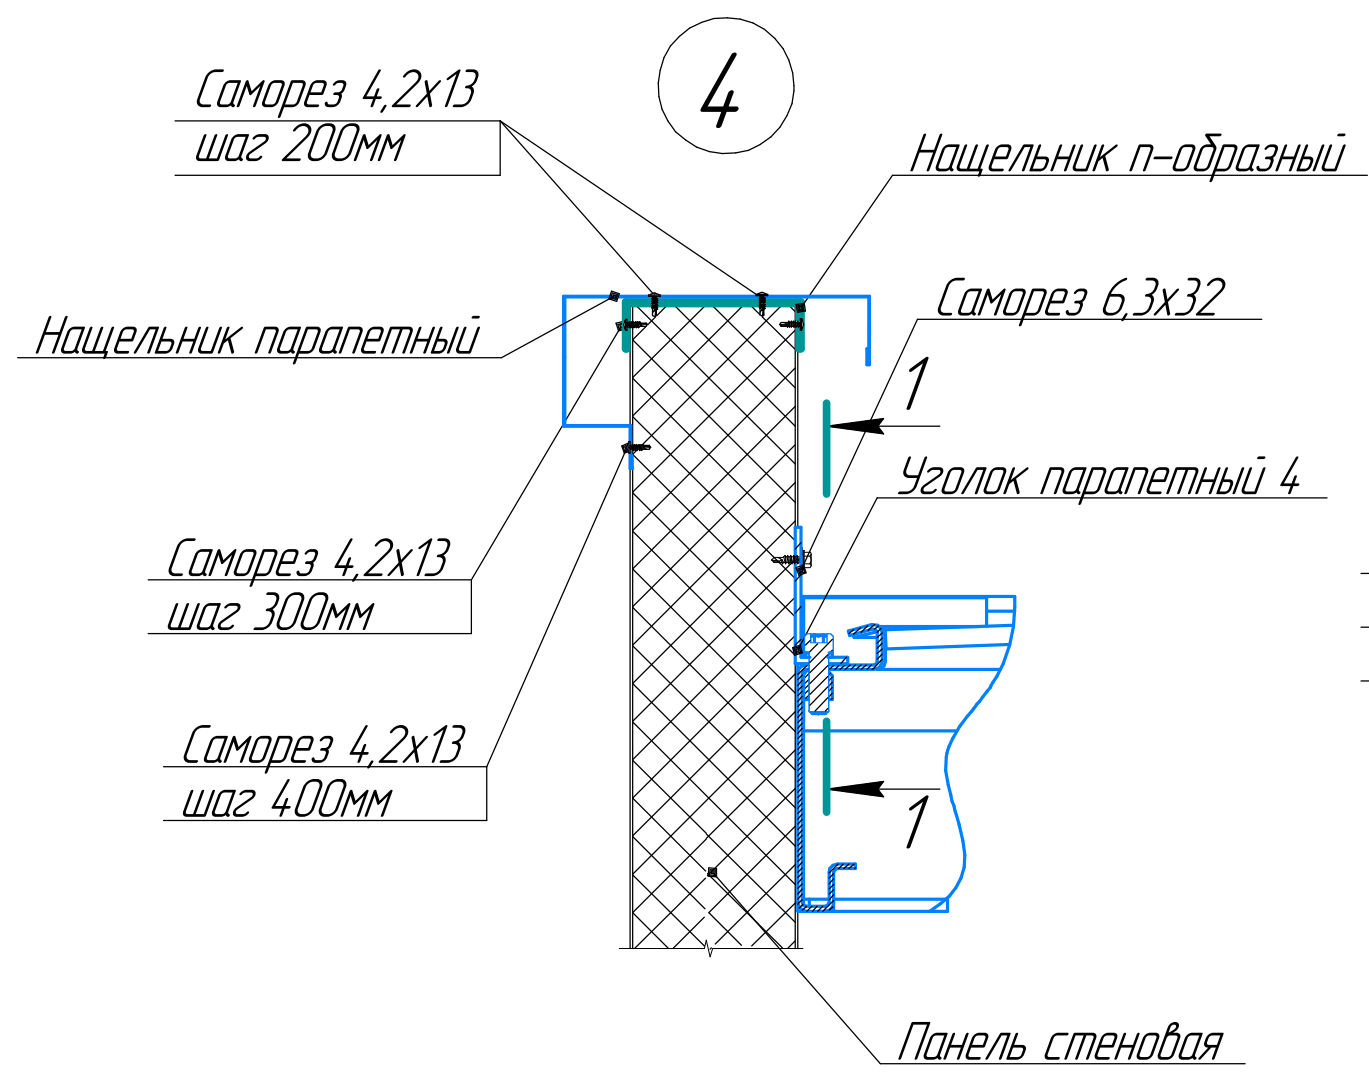 4
Саморез 4,2х13
шаг 200мм
Нащельник п-образный
Саморез 6,3х32
Нащельник парапетный
1
Уголок парапетный 4
Саморез 4,2х13
шаг 300мм
Саморез 4,2х13
шаг 400мм
1
Панель стеновая